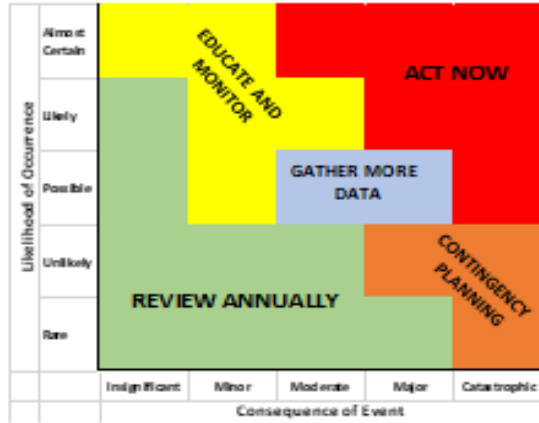 Almost
Certain
EDUCATE AND
MONITOR
ACT NOW
Likely
Likelihood of Occurrence
Possible
GATHER MORE
DATA
Unlikely
CONTINGENCY
PLANNING
REVIEW ANNUALLY
Rare
Insignificant Minor Moderate Major Catastrophic
Consequence of Event